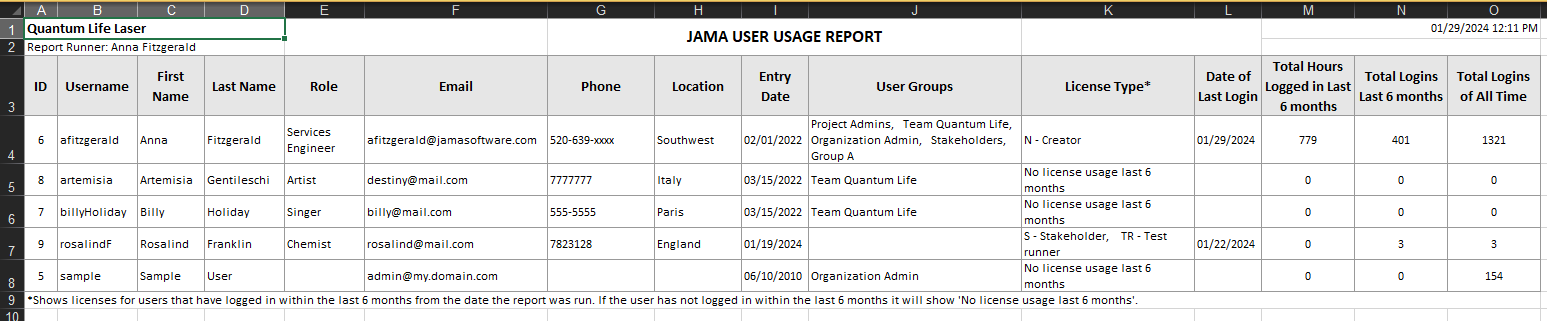 A B C D E F G H I J K L M N O
1 Quantum Life Laser JAMA USER USAGE REPORT 01/29/2024 12:11 PM
2 Report Runner: Anna Fitzgerald
3 ID Username First Name Last Name Role Email Phone Location Entry Date User Groups License Type* Date of Last Login Total Hours Logged in Last 6 months Total Logins Last 6 months Total Logins of All Time
4 6 afitzgerald Anna Fitzgerald Services Engineer afitzgerald@jamasoftware.com 520-639-xxxx Southwest 02/01/2022 Project Admins, Team Quantum Life, Organization Admin, Stakeholders, Group A N - Creator 01/29/2024 779 401 1321
5 8 artemisia Artemisia Gentileschi Artist destiny@mail.com 7777777 Italy 03/15/2022 Team Quantum Life No license usage last 6 months 0 0 0
6 7 billyHoliday Billy Holiday Singer billy@mail.com 555-5555 Paris 03/15/2022 Team Quantum Life No license usage last 6 months 0 0 0
7 9 rosalindF Rosalind Franklin Chemist rosalind@mail.com 7823128 England 01/19/2024 S - Stakeholder, TR - Test runner 01/22/2024 0 3 3
8 5 sample Sample User admin@my.domain.com 06/10/2010 Organization Admin No license usage last 6 months 0 0 154
9 *Shows licenses for users that have logged in within the last 6 months from the date the report was run. If the user has not logged in within the last 6 months it will show 'No license usage last 6 months'.
10